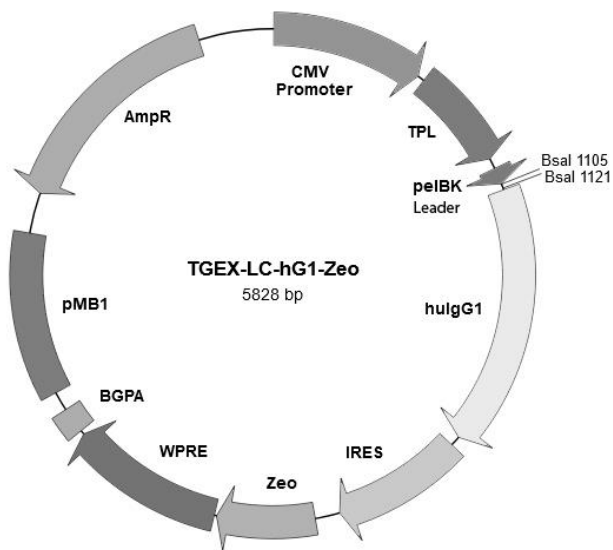 CMV
Promoter
TPL
BsaI 1105
BsaI 1121
pelBK
Leader
huIgG1
IRES
Zeo
WPRE
BGPA
pMB1
AmpR
TGEX-LC-hG1-Zeo
5828 bp